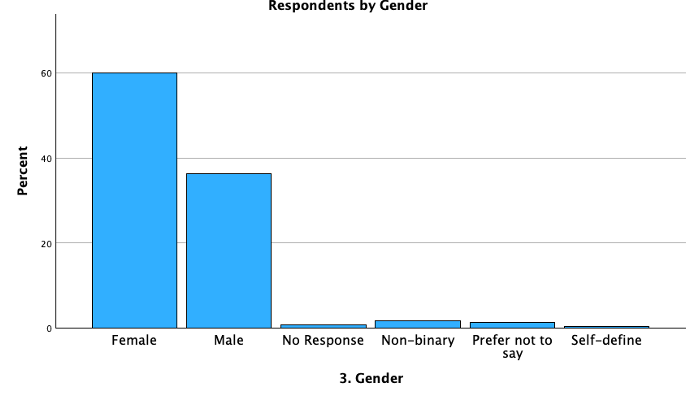 Respondents by Gender
Percent
60
40
20
0
Female
Male
No Response
Non-binary
Prefer not to
say
Self-define
3. Gender